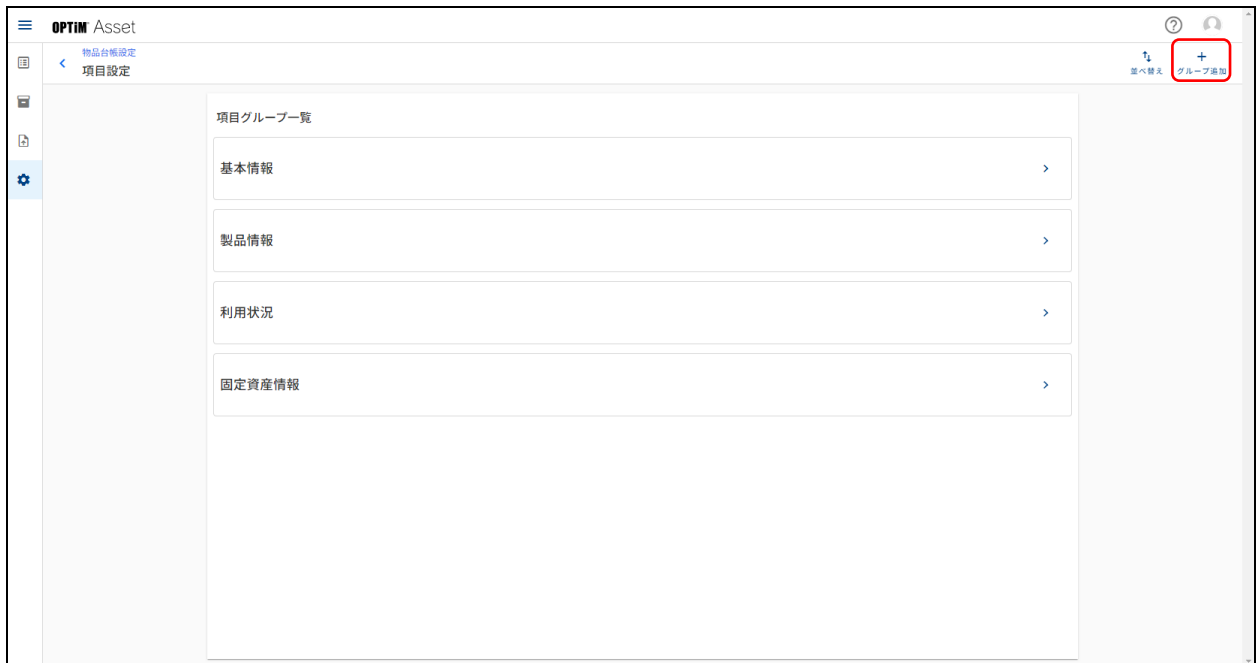 OPTiM Asset
物品台帳設定
項目設定
並べ替え
グループ追加
項目グループ一覧
基本情報
製品情報
利用状況
固定資産情報